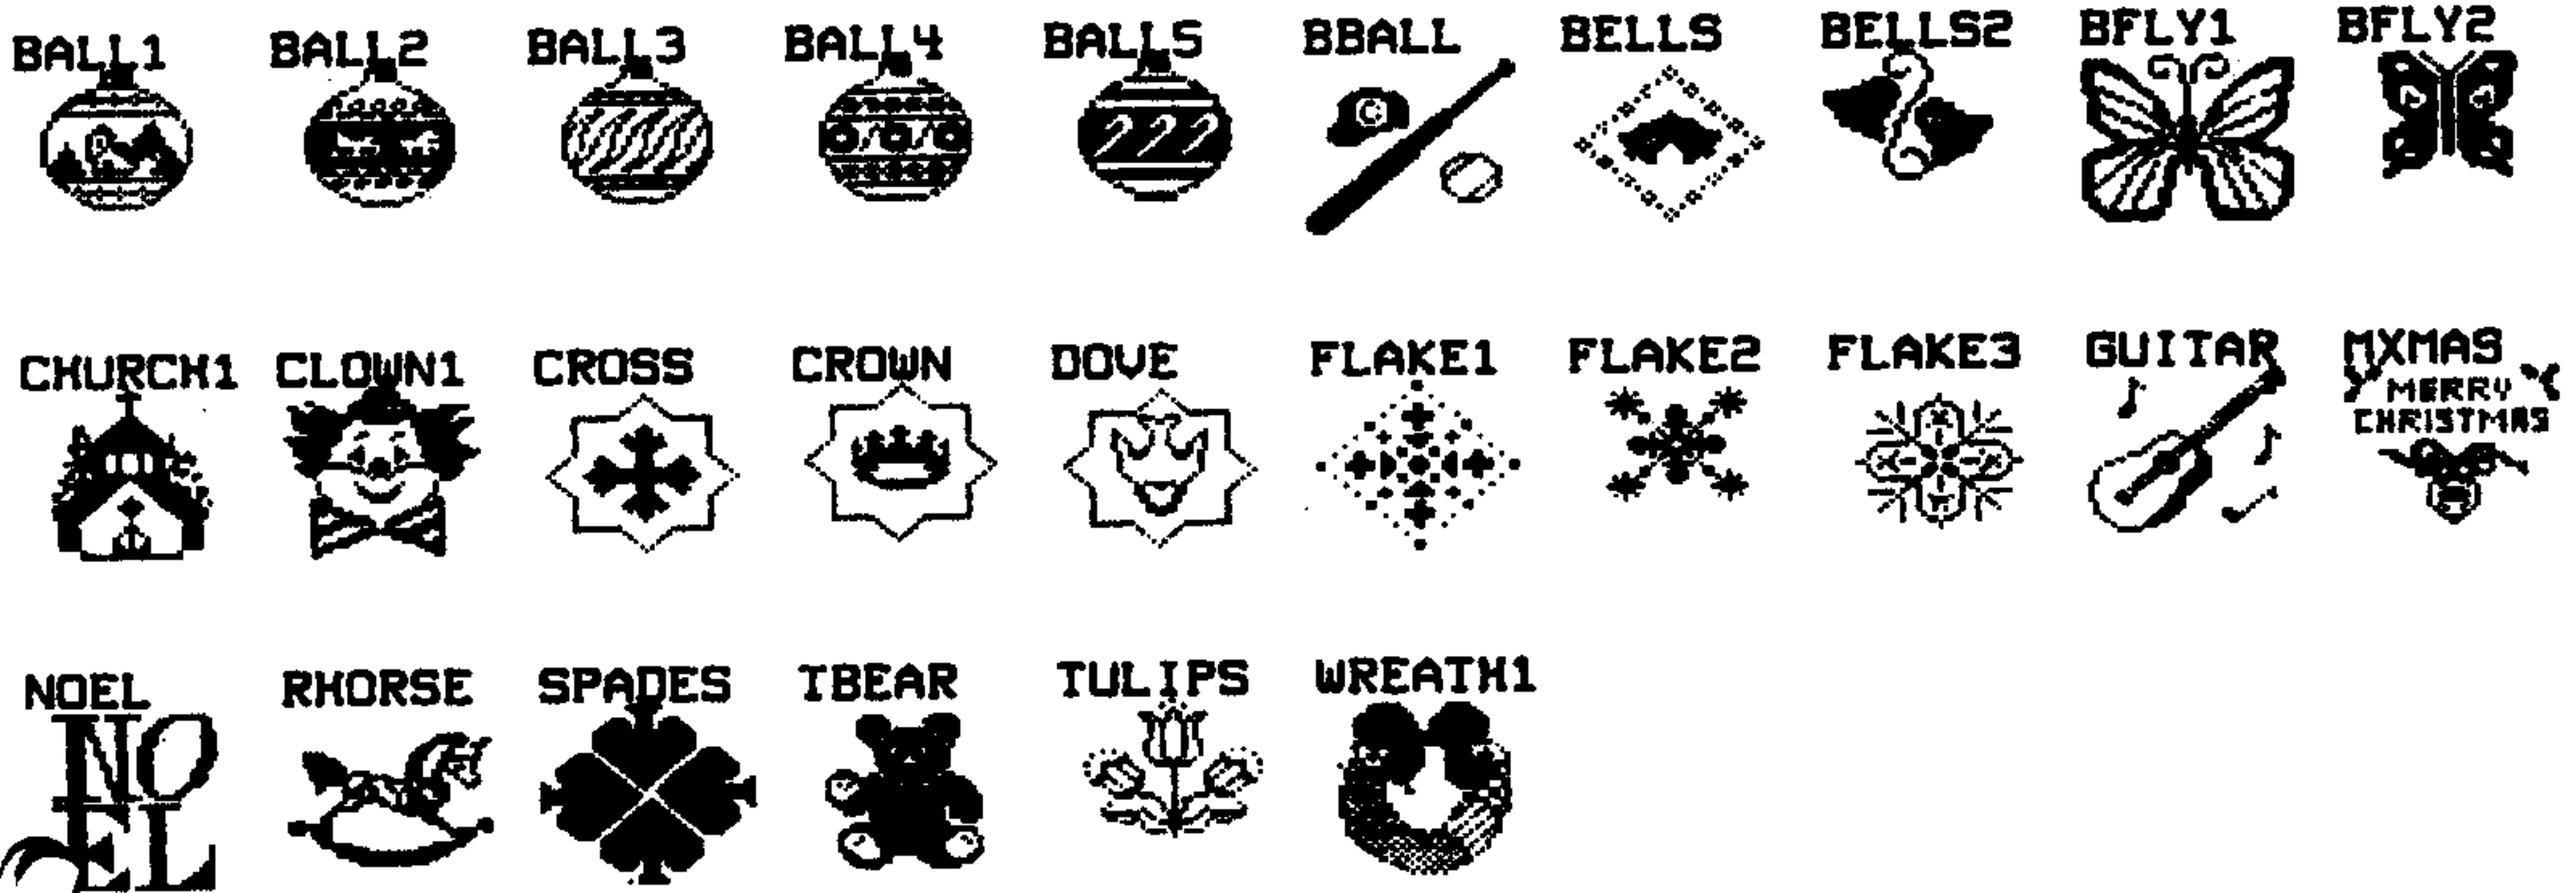 BALL1 BALL2 BALL3 BALL4 BALL5 BBALL BELLS BELLS2 BFLY1 BFLY2
C
CHURCH1 CLOWN1 CROSS CROWN DOVE FLAKE1 FLAKE2 FLAKE3 GUITAR MXMAS
MERRY
CHRISTMAS
NOEL RHORSE SPADES TBEAR TULIPS WREATH1
NO
EL